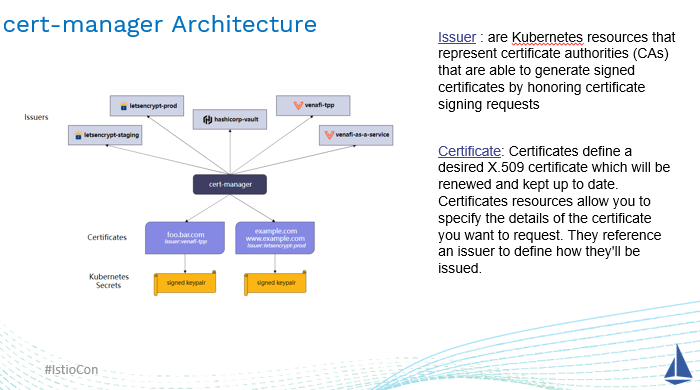 cert-manager Architecture
Issuer : are Kubernetes resources that
represent certificate authorities (CAs)
that are able to generate signed
certificates by honoring certificate
signing requests
Certificate: Certificates define a
desired X.509 certificate which will be
renewed and kept up to date.
Certificates resources allow you to
specify the details of the certificate
you want to request. They reference
an issuer to define how they'll be
issued.
Issuers
letsencrypt-prod
venafi-tpp
hashicorp-vault
letsencrypt-staging
venafi-as-a-service
cert-manager
Certificates
foo.bar.com
Issuer:venafi-tpp
example.com
www.example.com
Issuer:letsencrypt-prod
Kubernetes
Secrets
signed keypair
signed keypair
#IstioCon